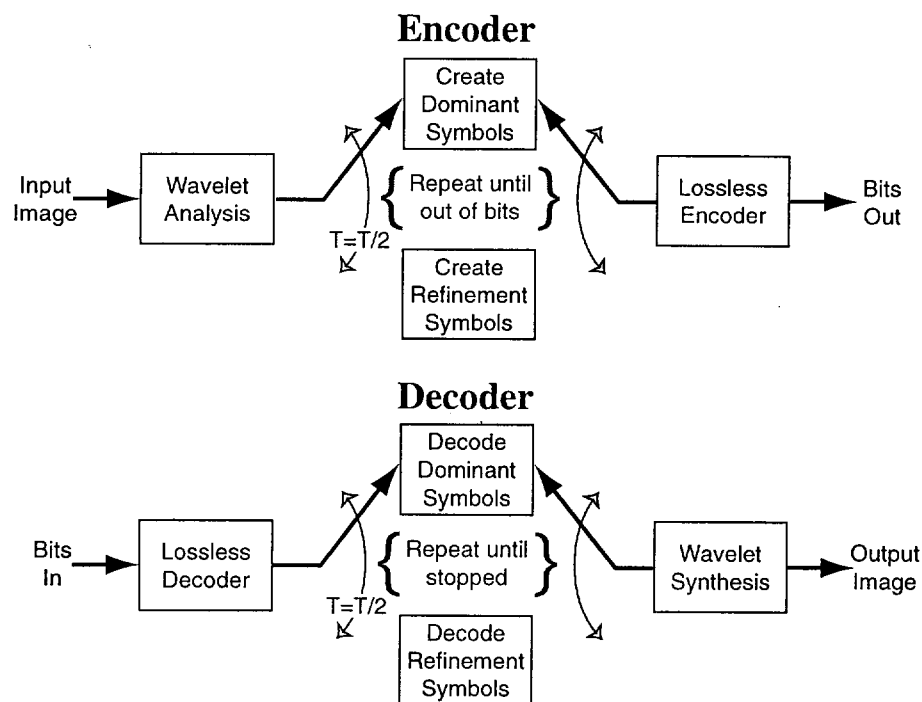 Encoder
Create
Dominant
Symbols
Input
Image
Wavelet
Analysis
Repeat until
out of bits
T=T/2
Lossless
Encoder
Bits
Out
Create
Refinement
Symbols
Decoder
Decode
Dominant
Symbols
Bits
In
Lossless
Decoder
Repeat until
stopped
T=T/2
Wavelet
Synthesis
Output
Image
Decode
Refinement
Symbols